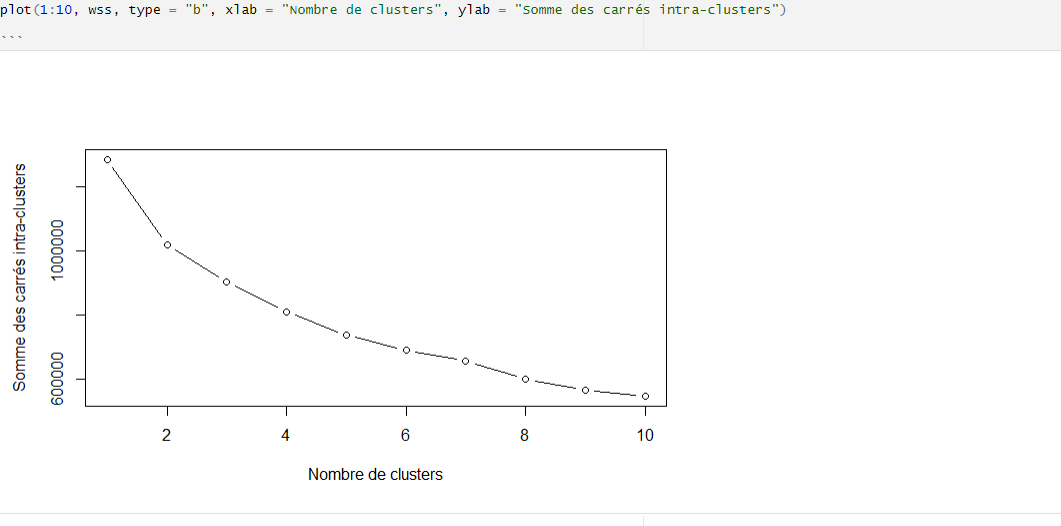 plot(1:10, wss, type = "b", xlab = "Nombre de clusters", ylab = "Somme des carrés intra-clusters")
```
Somme des carrés intra-clusters
1000000
600000
2 4 6 8 10
Nombre de clusters